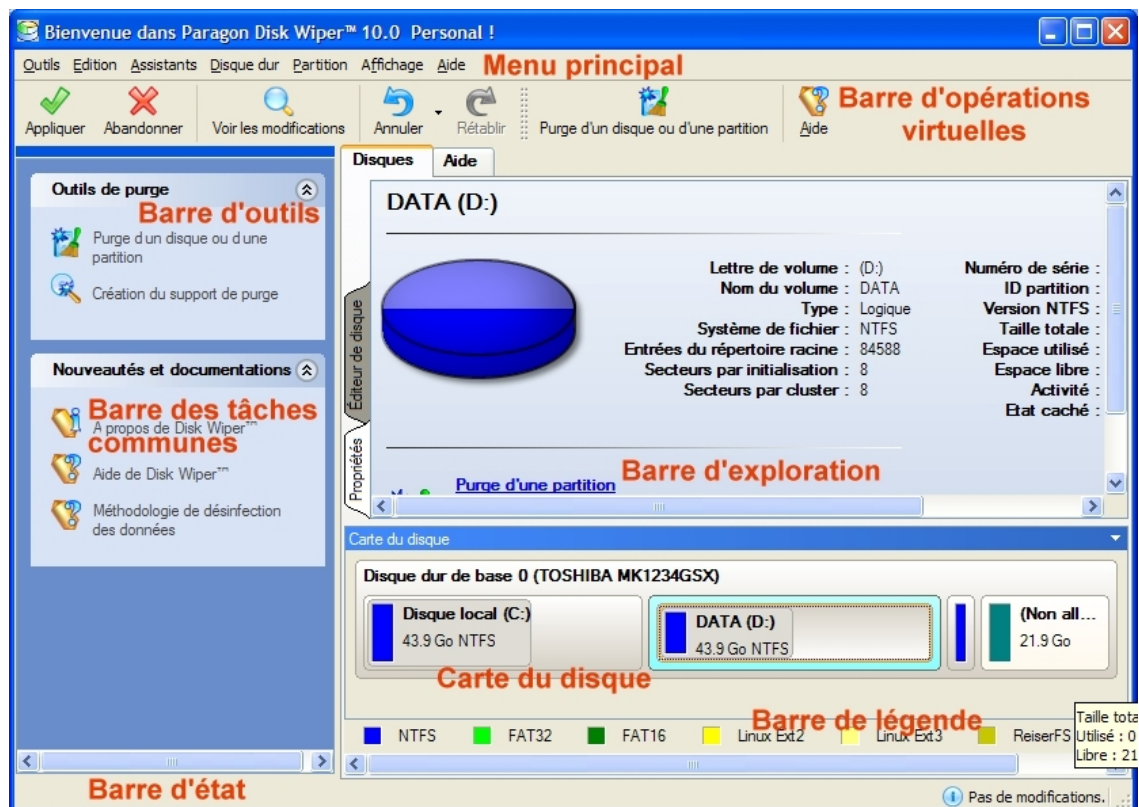 Bienvenue dans Paragon Disk Wiper™ 10.0 Personal !
Outils Edition Assistants Disque dur Partition Affichage Aide Menu principal
Appliquer Abandonner Voir les modifications Annuler Rétablir Purge d'un disque ou d'une partition Aide
Barre d'opérations
virtuelles
Outils de purge
Barre d'outils
Purge d un disque ou d une
partition
Création du support de purge
Nouveautés et documentations
Barre des tâches
communes
A propos de Disk Wiper™
Aide de Disk Wiper™
Méthodologie de désinfection
des données
Disques Aide
Éditeur de disque
Propriétés
DATA (D:)
Lettre de volume : (D:) Numéro de série :
Nom du volume : DATA ID partition :
Type : Logique Version NTFS :
Système de fichier : NTFS Taille totale :
Entrées du répertoire racine : 84588 Espace utilisé :
Secteurs par initialisation : 8 Espace libre :
Secteurs par cluster : 8 Activité :
Etat caché :
Barre d'exploration
Purge d'une partition
Carte du disque
Disque dur de base 0 (TOSHIBA MK1234GSX)
Disque local (C:) DATA (D:) (Non all...
43.9 Go NTFS 43.9 Go NTFS 21.9 Go
Carte du disque
Barre de légende
NTFS FAT32 FAT16 Linux Ext2 Linux Ext3 ReiserFS
Taille tota
Utilisé : 0
Libre : 21
Barre d'état
Pas de modifications.